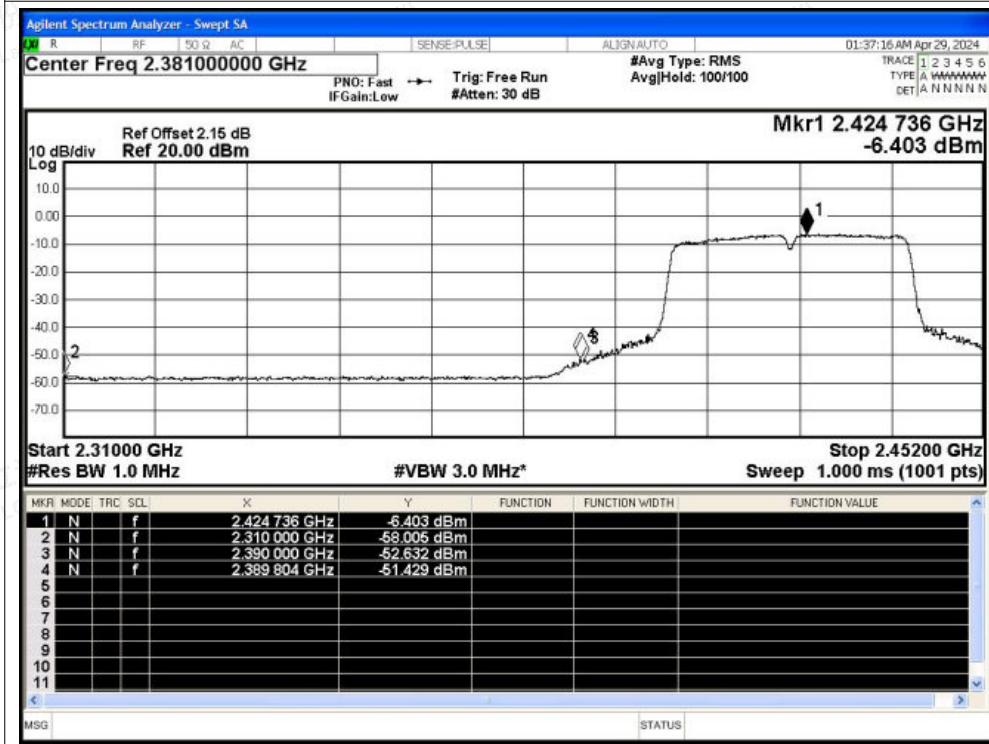 Agilent Spectrum Analyzer - Swept SA
LXI R RF 50 Ω AC SENSE:PULSE ALIGN AUTO 01:37:16 AM Apr 29, 2024
Center Freq 2.381000000 GHz #Avg Type: RMS TRACE 1 2 3 4 5 6
PNO: Fast Trig: Free Run Avg|Hold: 100/100 TYPE A WWWWW
IFGain:Low #Atten: 30 dB DET A N N N N N
Ref Offset 2.15 dB Mkr1 2.424 736 GHz
10 dB/div Ref 20.00 dBm -6.403 dBm
Log
10.0
0.00
1
-10.0
-20.0
-30.0
-40.0
-50.0 2
-60.0
-70.0
Start 2.31000 GHz Stop 2.45200 GHz
#Res BW 1.0 MHz #VBW 3.0 MHz* Sweep 1.000 ms (1001 pts)
MKR MODE TRC SCL X Y FUNCTION FUNCTION WIDTH FUNCTION VALUE
1 N f 2.424 736 GHz -6.403 dBm
2 N f 2.310 000 GHz -58.005 dBm
3 N f 2.390 000 GHz -52.632 dBm
4 N f 2.389 804 GHz -51.429 dBm
5
6
7
8
9
10
11
MSG STATUS